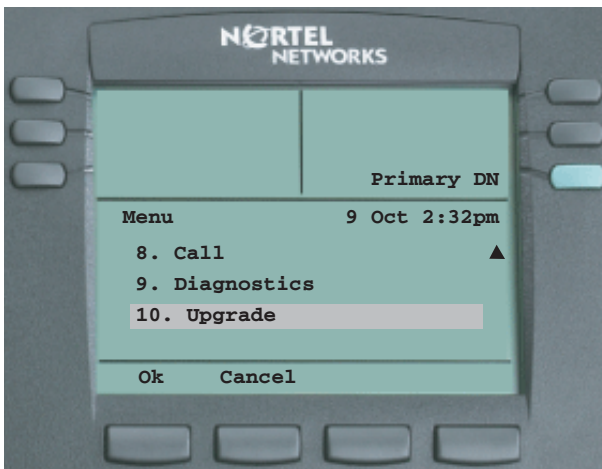 NORTEL
NETWORKS
Primary DN
Menu 9 Oct 2:32pm
8. Call
9. Diagnostics
10. Upgrade
Ok Cancel